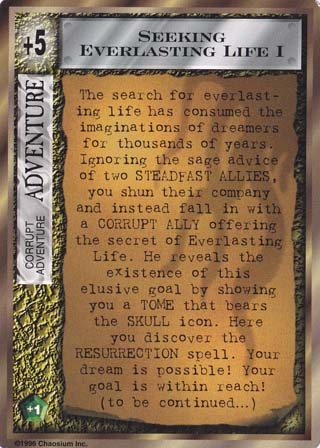 +5
SEEKING
EVERLASTING LIFE I
ADVENTURE
CORRUPT
ADVENTURE
The search for everlast-
ing life has consumed the
imaginations of dreamers
for thousands of years.
Ignoring the sage advice
of two STEADFAST ALLIES,
you shun their company
and instead fall in with
a CORRUPT ALLY offering
the secret of Everlasting
Life. He reveals the
existence of this
elusive goal by showing
you a TOME that bears
the SKULL icon. Here
you discover the
RESURRECTION spell. Your
dream is possible! Your
goal is within reach!
(to be continued...)
+1
©1996 Chaosium Inc.